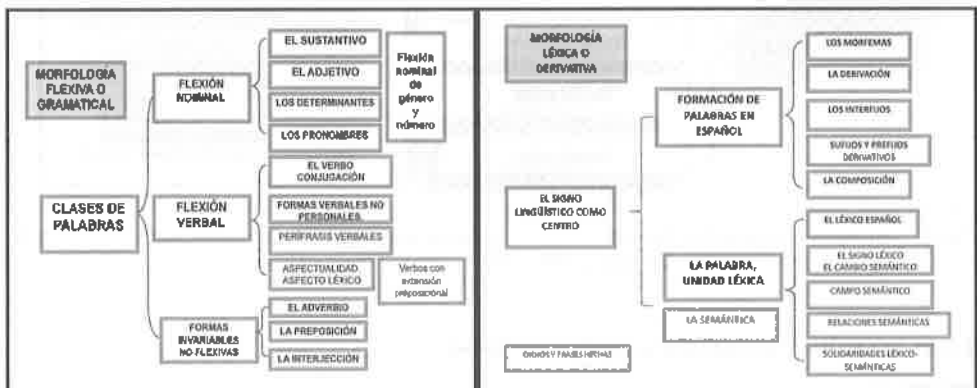 MORFOLOGÍA
FLEXIVA O
GRAMATICAL
CLASES DE
PALABRAS
FLEXIÓN
NOMINAL
EL SUSTANTIVO
EL ADJETIVO
LOS DETERMINANTES
LOS PRONOMBRES
Flexión
nominal
de
género
y
número
FLEXIÓN
VERBAL
EL VERBO
CONJUGACIÓN
FORMAS VERBALES NO
PERSONALES.
PERÍFRASIS VERBALES
ASPECTUALIDAD
ASPECTO LÉXICO
Verbos con
extensión
preposicional
FORMAS
INVARIABLES
NO FLEXIVAS
EL ADVERBIO
LA PREPOSICIÓN
LA INTERJECCIÓN
MORFOLOGÍA
LÉXICA O
DERIVATIVA
EL SIGNO
LINGÜÍSTICO COMO
CENTRO
FORMACIÓN DE
PALABRAS EN
ESPAÑOL
LOS MORFEMAS
LA DERIVACIÓN
LOS INTERFIJOS
SUFIJOS Y PREFIJOS
DERIVATIVOS
LA COMPOSICIÓN
LA PALABRA,
UNIDAD LÉXICA
LA SEMÁNTICA
EL LÉXICO ESPAÑOL
EL SIGNO LÉXICO
EL CAMBIO SEMÁNTICO
CAMPO SEMÁNTICO
RELACIONES SEMÁNTICAS
SOLIDARIDADES LÉXICO-
SEMÁNTICAS
Y FRASES HECHAS